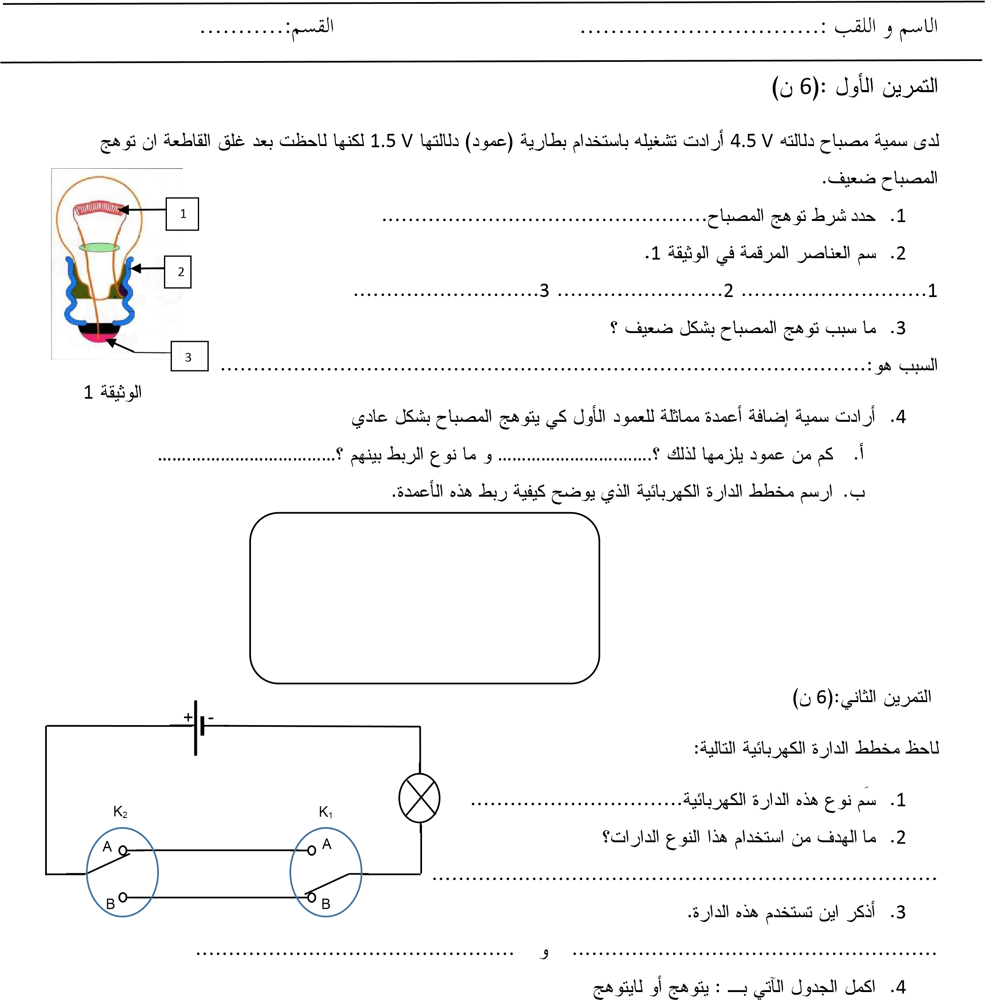 الاسم و اللقب :............................... القسم:............
التمرين الأول :(6 ن)
لدى سمية مصباح دلالته 4.5 V أرادت تشغيله باستخدام بطارية (عمود) دلالتها 1.5 V لكنها لاحظت بعد غلق القاطعة ان توهج
المصباح ضعيف.
1. حدد شرط توهج المصباح.................................................
2. سم العناصر المرقمة في الوثيقة 1.
1............................ 2......................... 3............................
3. ما سبب توهج المصباح بشكل ضعيف ؟
السبب هو:..................................................................................................
1
2
3
الوثيقة 1
4. أرادت سمية إضافة أعمدة مماثلة للعمود الأول كي يتوهج المصباح بشكل عادي
أ. كم من عمود يلزمها لذلك ؟................................ و ما نوع الربط بينهم ؟.....................................
ب. ارسم مخطط الدارة الكهربائية الذي يوضح كيفية ربط هذه الأعمدة.
التمرين الثاني:(6 ن)
لاحظ مخطط الدارة الكهربائية التالية:
1. سَم نوع هذه الدارة الكهربائية................................
2. ما الهدف من استخدام هذا النوع الدارات؟
............................................................................
3. أذكر اين تستخدم هذه الدارة.
....................................................... و ................................................
4. اكمل الجدول الآتي بـــ : يتوهج أو لايتوهج
+ -
K₂ K₁
A A
B B